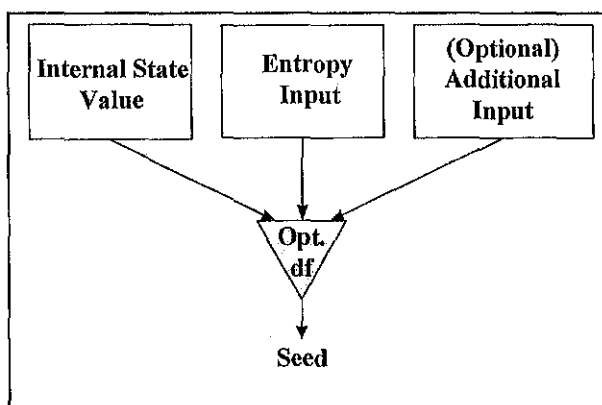 Internal State
Value
Entropy
Input
(Optional)
Additional
Input
Opt.
df
Seed